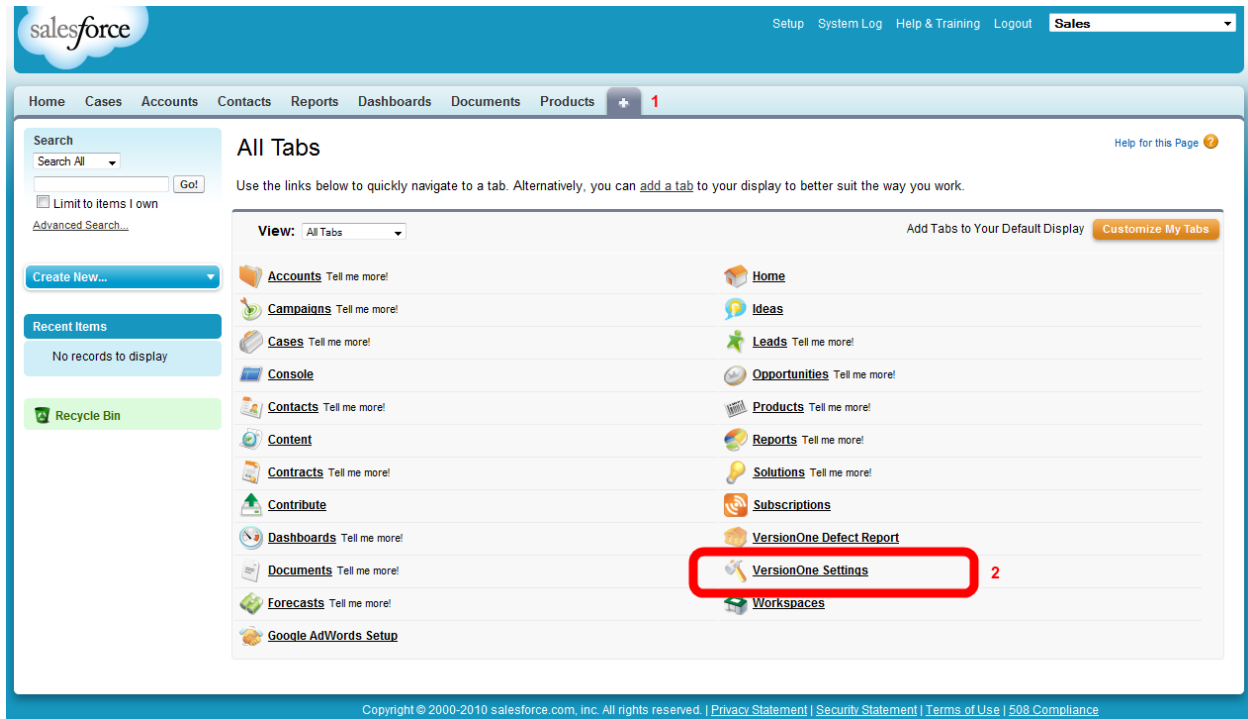 salesforce
Setup System Log Help & Training Logout Sales
Home Cases Accounts Contacts Reports Dashboards Documents Products + 1
Search
Search All
Go!
Limit to items I own
Advanced Search...
Create New...
Recent Items
No records to display
Recycle Bin
All Tabs
Help for this Page ?
Use the links below to quickly navigate to a tab. Alternatively, you can add a tab to your display to better suit the way you work.
View: All Tabs
Add Tabs to Your Default Display Customize My Tabs
Accounts Tell me more!
Campaigns Tell me more!
Cases Tell me more!
Console
Contacts Tell me more!
Content
Contracts Tell me more!
Contribute
Dashboards Tell me more!
Documents Tell me more!
Forecasts Tell me more!
Google AdWords Setup
Home
Ideas
Leads Tell me more!
Opportunities Tell me more!
Products Tell me more!
Reports Tell me more!
Solutions Tell me more!
Subscriptions
VersionOne Defect Report
VersionOne Settings 2
Workspaces
Copyright © 2000-2010 salesforce.com, inc. All rights reserved. | Privacy Statement | Security Statement | Terms of Use | 508 Compliance